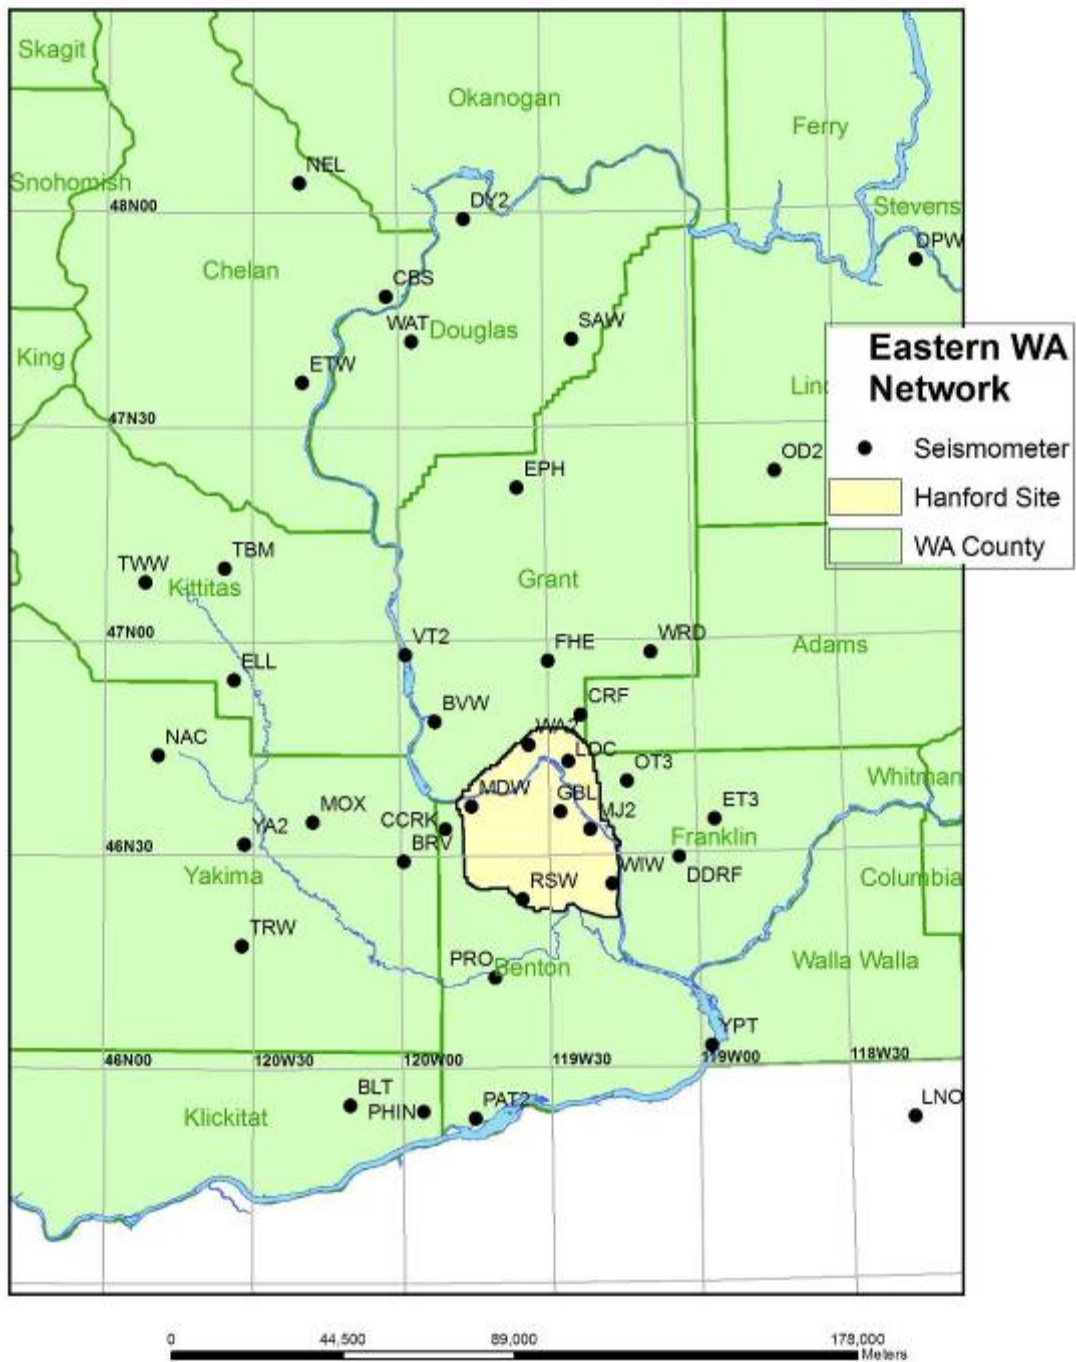 Skagit
Okanogan
Ferry
NEL
Snohomish
DY2
48N00
Stevens
DPW
Chelan
CBS
WAT
Douglas
SAW
Eastern WA
Network
King
ETW
Lin
47N30
OD2
Seismometer
EPH
Hanford Site
WA County
TWW
TBM
Kittitas
Grant
47N00
VT2
FHE
WRD
Adams
ELL
BVW
CRF
NAC
WA2
LOC
OT3
Whitman
MDW
GBL
MOX
CCRK
MJ2
ET3
YA2
BRV
Franklin
46N30
WIW
DDRF
Yakima
RSW
Columbia
TRW
PRO
Benton
Walla Walla
YPT
46N00
120W30
120W00
119W30
119W00
118W30
BLT
PHIN
PAT2
LNO
Klickitat
0
44,500
89,000
178,000
Meters